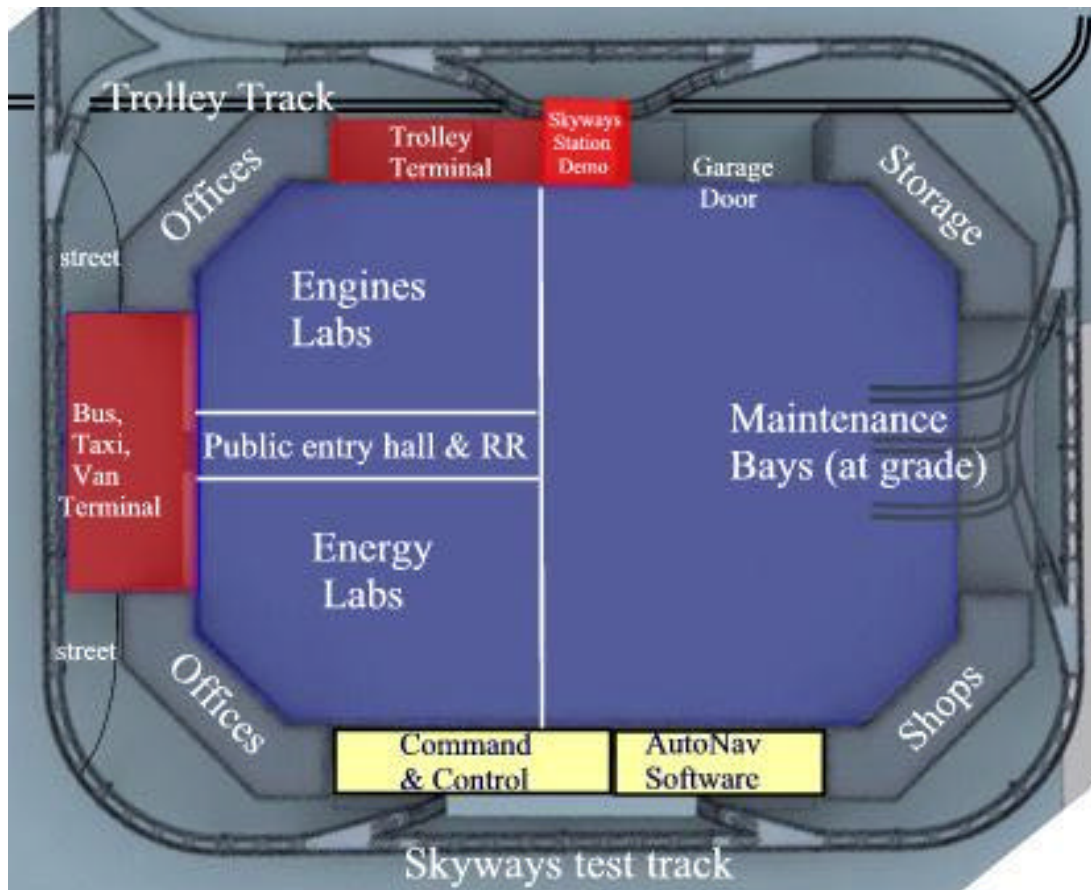 Trolley Track
Trolley
Terminal
Skyways
Station
Demo
Garage
Door
Offices
Storage
street
Engines
Labs
Bus,
Taxi,
Van
Terminal
Public entry hall & RR
Maintenance
Bays (at grade)
Energy
Labs
street
Offices
Shops
Command
& Control
AutoNav
Software
Skyways test track